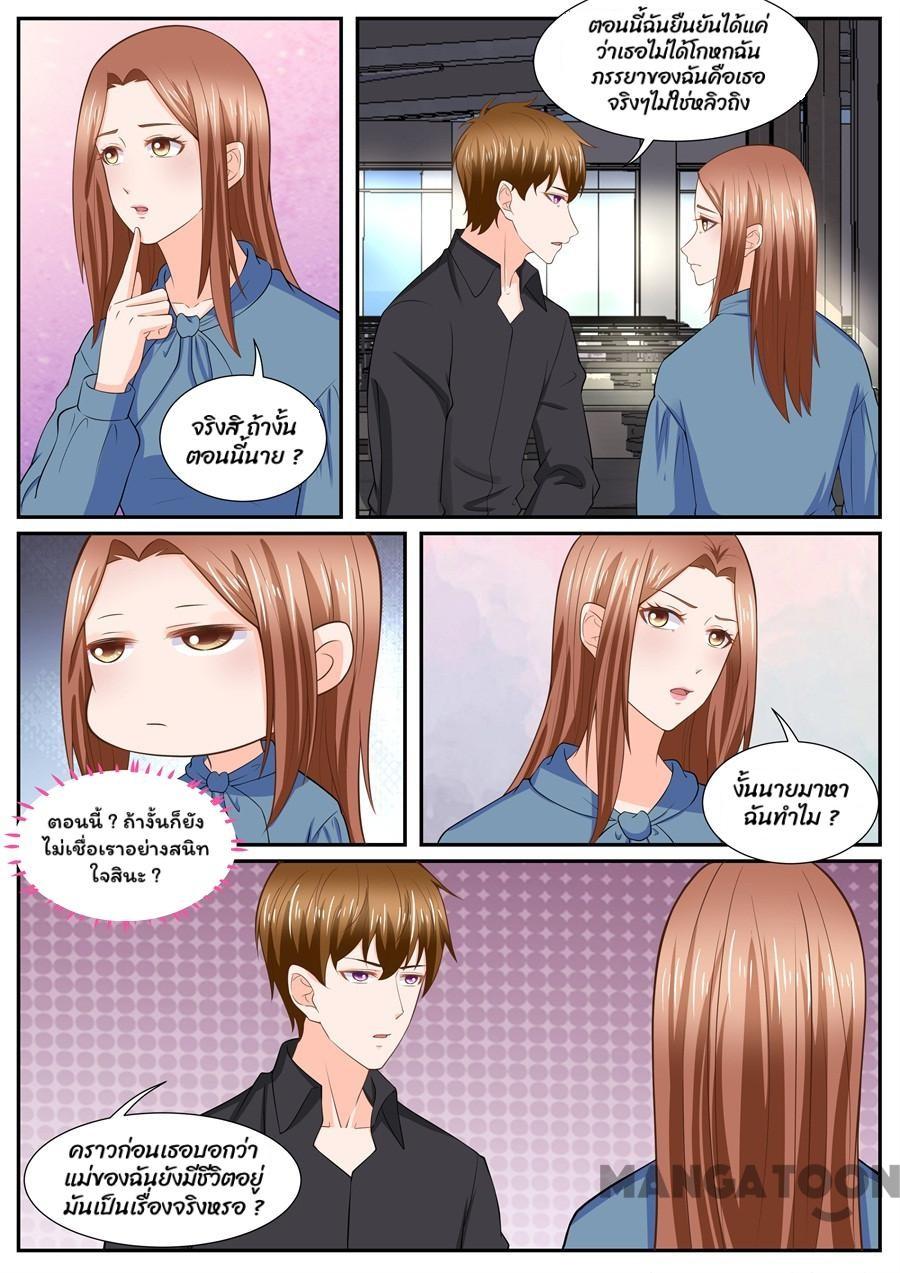 จริงสิ ถ้างั้น
ตอนนี้นาย ?
ตอนนี้ฉันยืนยันได้แค่
ว่าเธอไม่ได้โกหกฉัน
ภรรยาของฉันคือเธอ
จริงๆไม่ใช่หลิวถิง
ตอนนี้ ? ถ้างั้นก็ยัง
ไม่เชื่อเราอย่างสนิท
ใจสินะ ?
งั้นนายมาหา
ฉันทำไม ?
คราวก่อนเธอบอกว่า
แม่ของฉันยังมีชีวิตอยู่
มันเป็นเรื่องจริงหรอ ?
MANGATOON